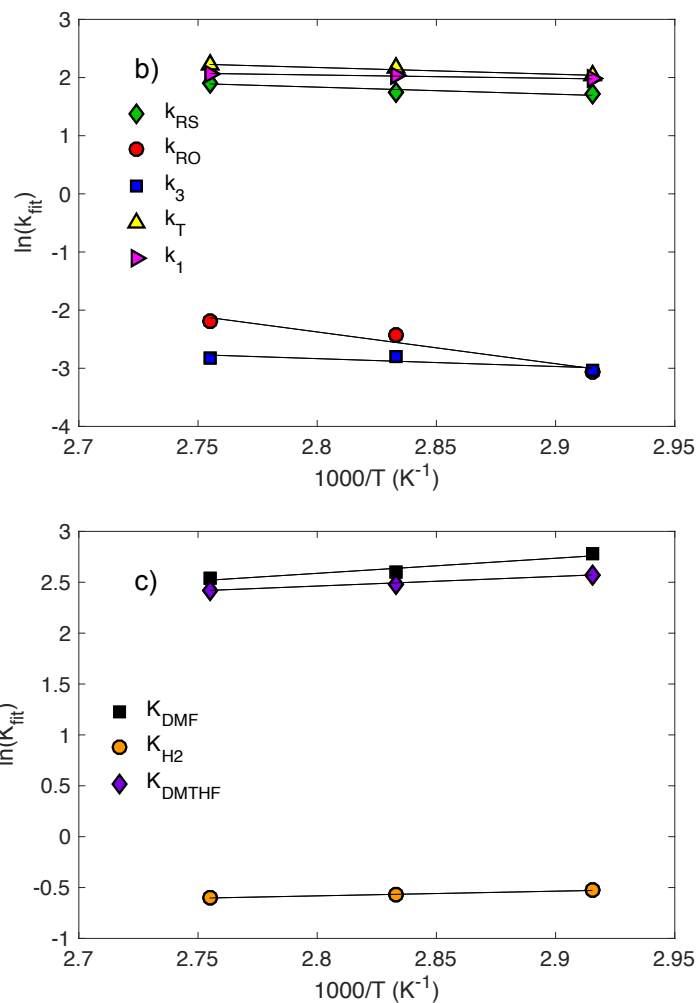 3
2
1
0
-1
-2
-3
-4
ln(k_fit)
b)
k_RS
k_RO
k_3
k_T
k_1
2.7
2.75
2.8
2.85
2.9
2.95
1000/T (K^-1)
3
2.5
2
1.5
1
0.5
0
-0.5
-1
ln(K_fit)
c)
K_DMF
K_H2
K_DMTHF
2.7
2.75
2.8
2.85
2.9
2.95
1000/T (K^-1)